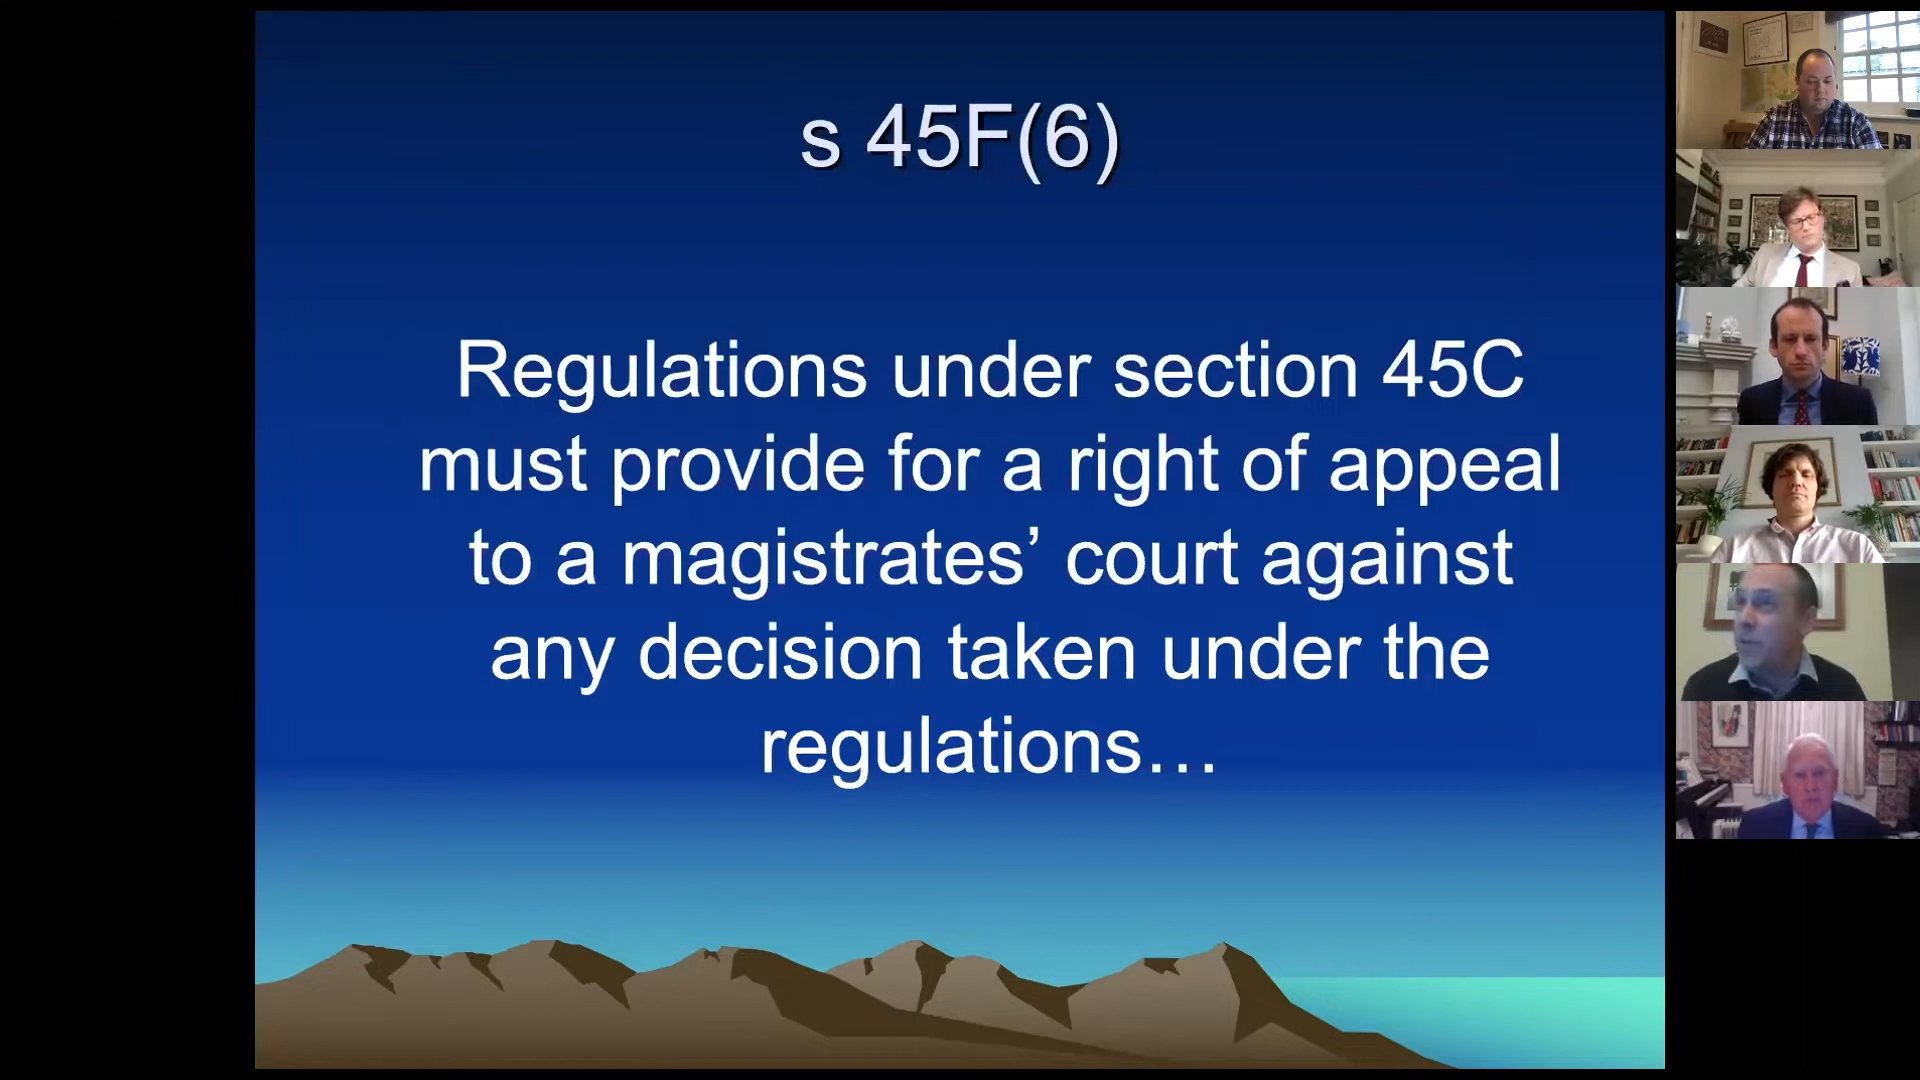 s 45F(6)
Regulations under section 45C
must provide for a right of appeal
to a magistrates’ court against
any decision taken under the
regulations…